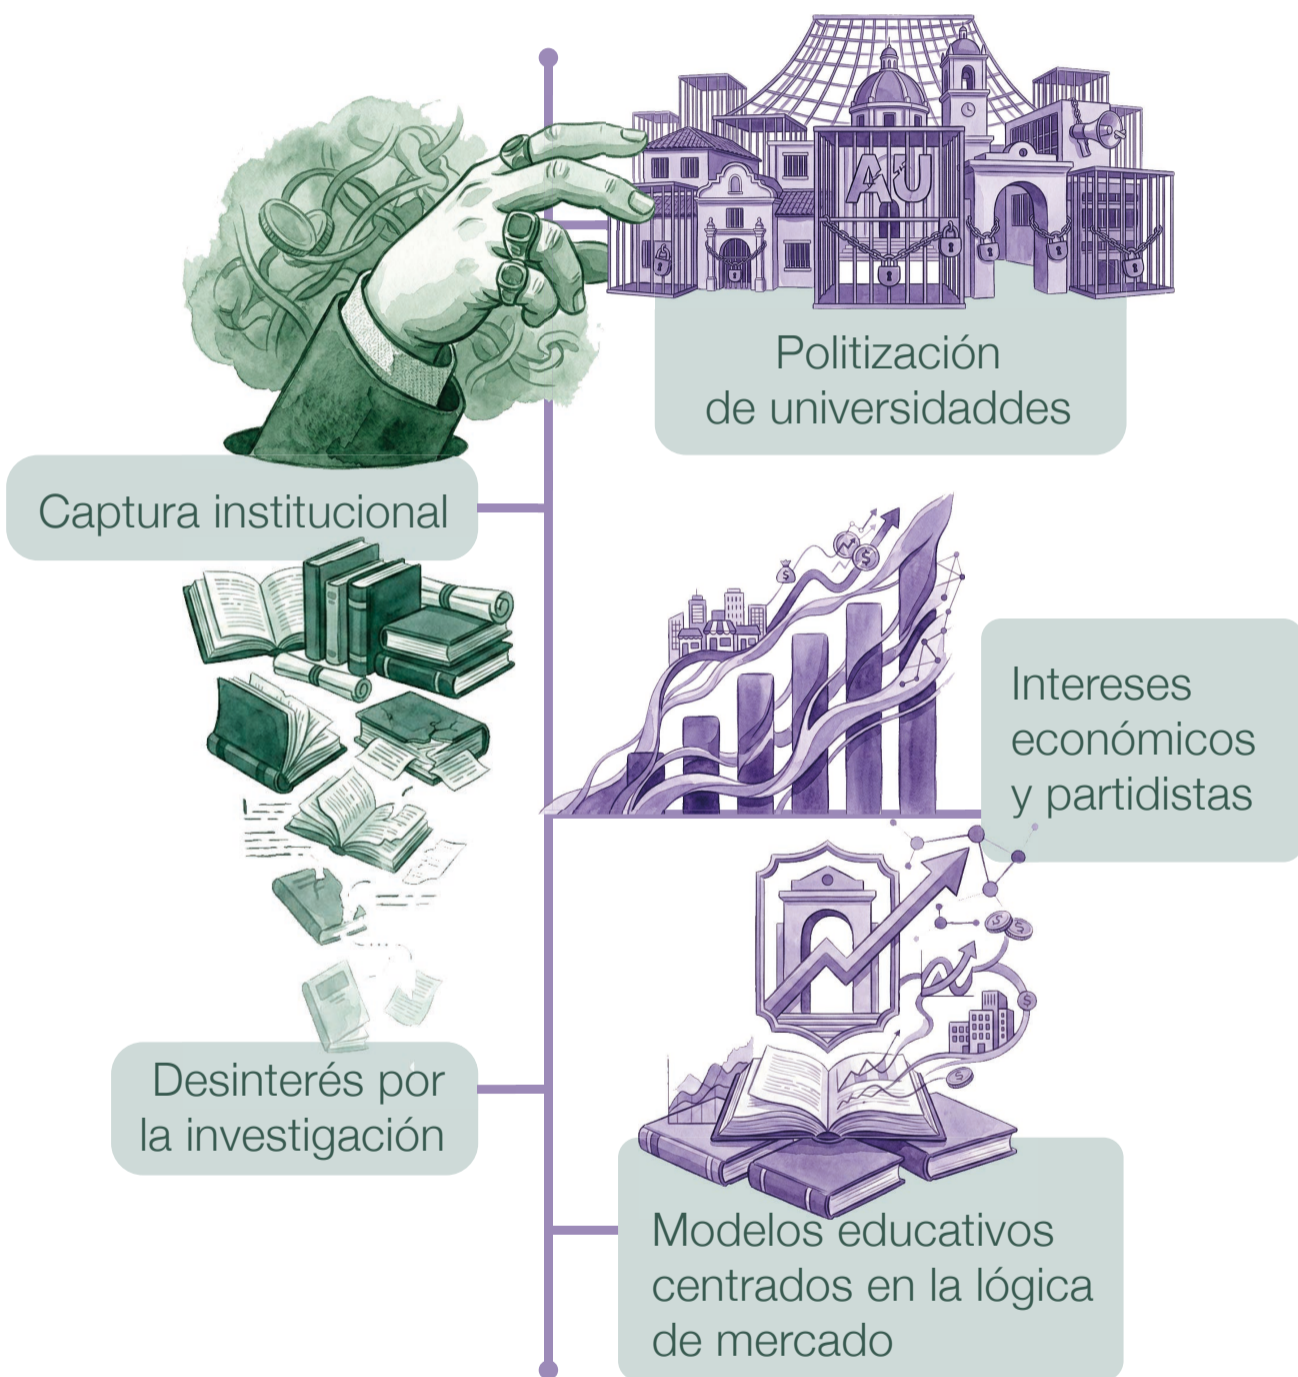 AU
Politización
de universidaddes
Captura institucional
Intereses
económicos
y partidistas
Desinterés por
la investigación
Modelos educativos
centrados en la lógica
de mercado